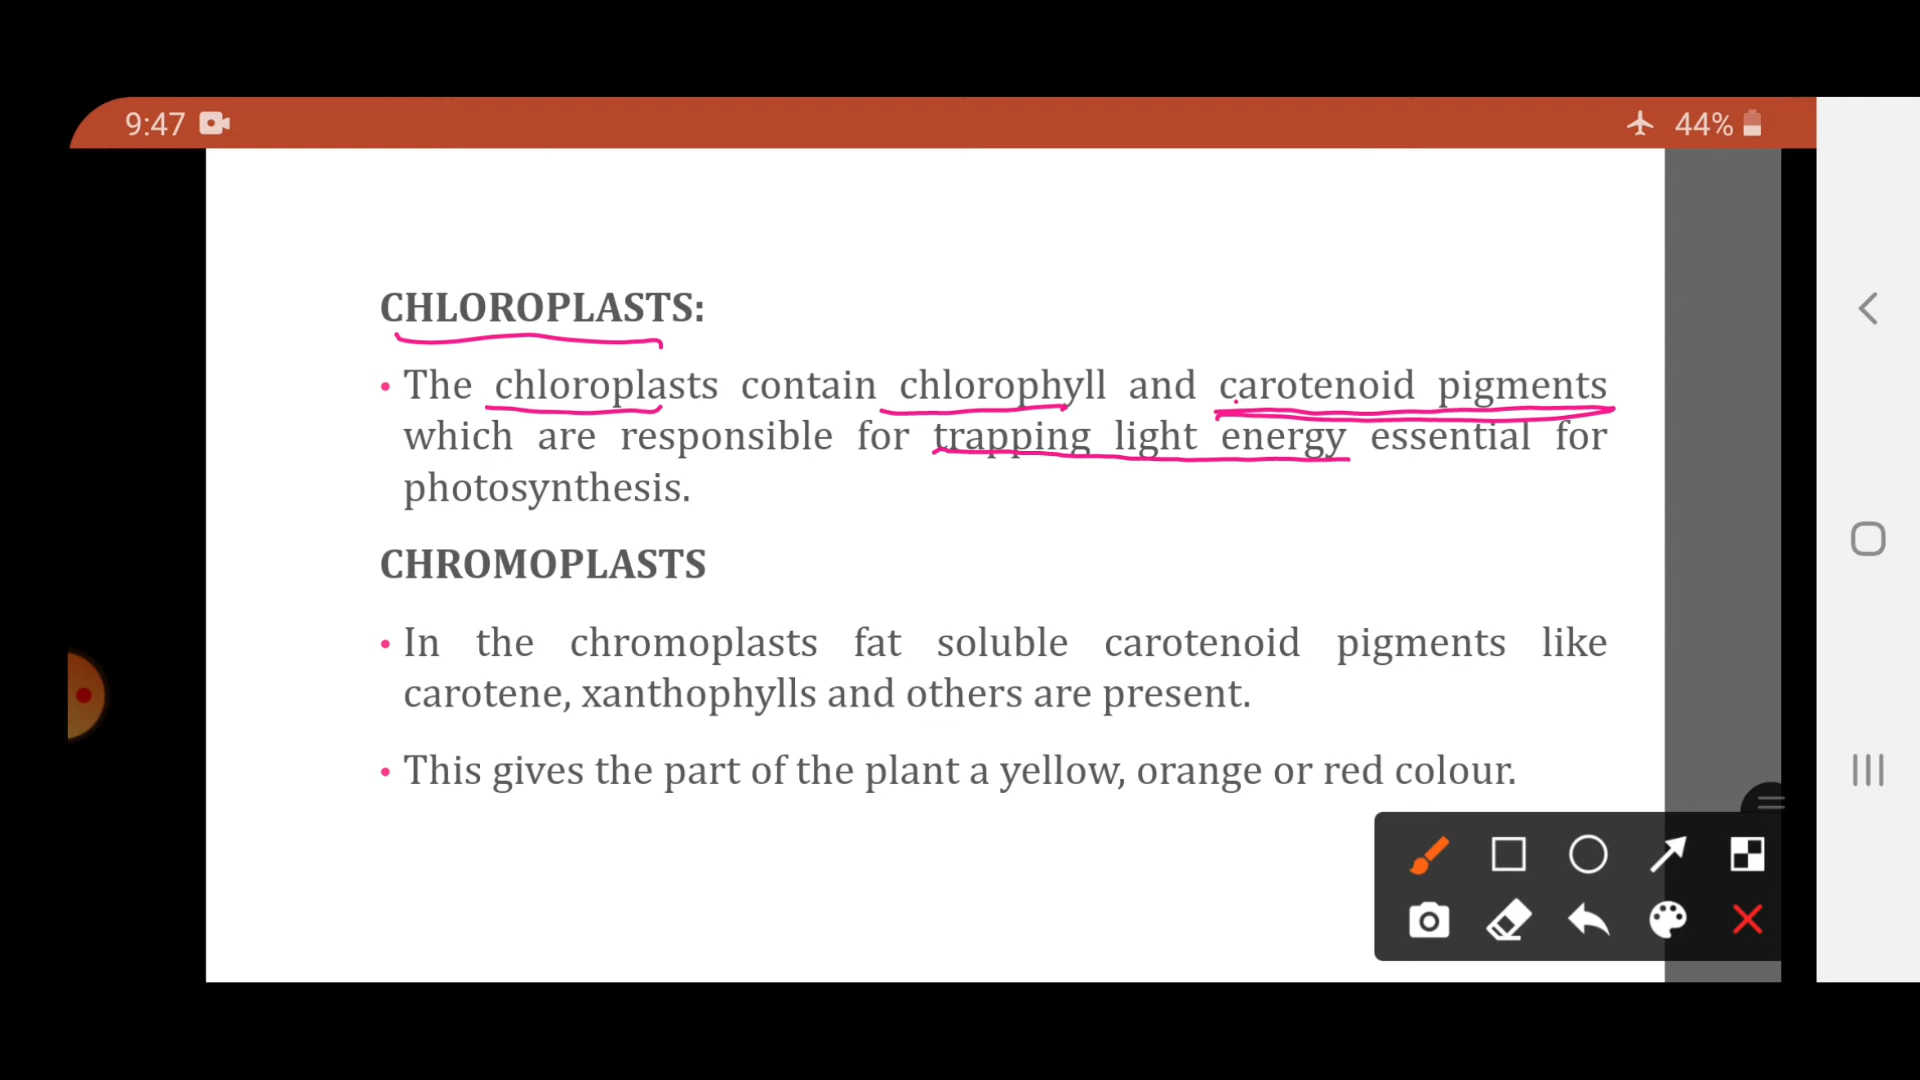 9:47 44%
CHLOROPLASTS:
• The chloroplasts contain chlorophyll and carotenoid pigments
which are responsible for trapping light energy essential for
photosynthesis.
CHROMOPLASTS
• In the chromoplasts fat soluble carotenoid pigments like
carotene, xanthophylls and others are present.
• This gives the part of the plant a yellow, orange or red colour.